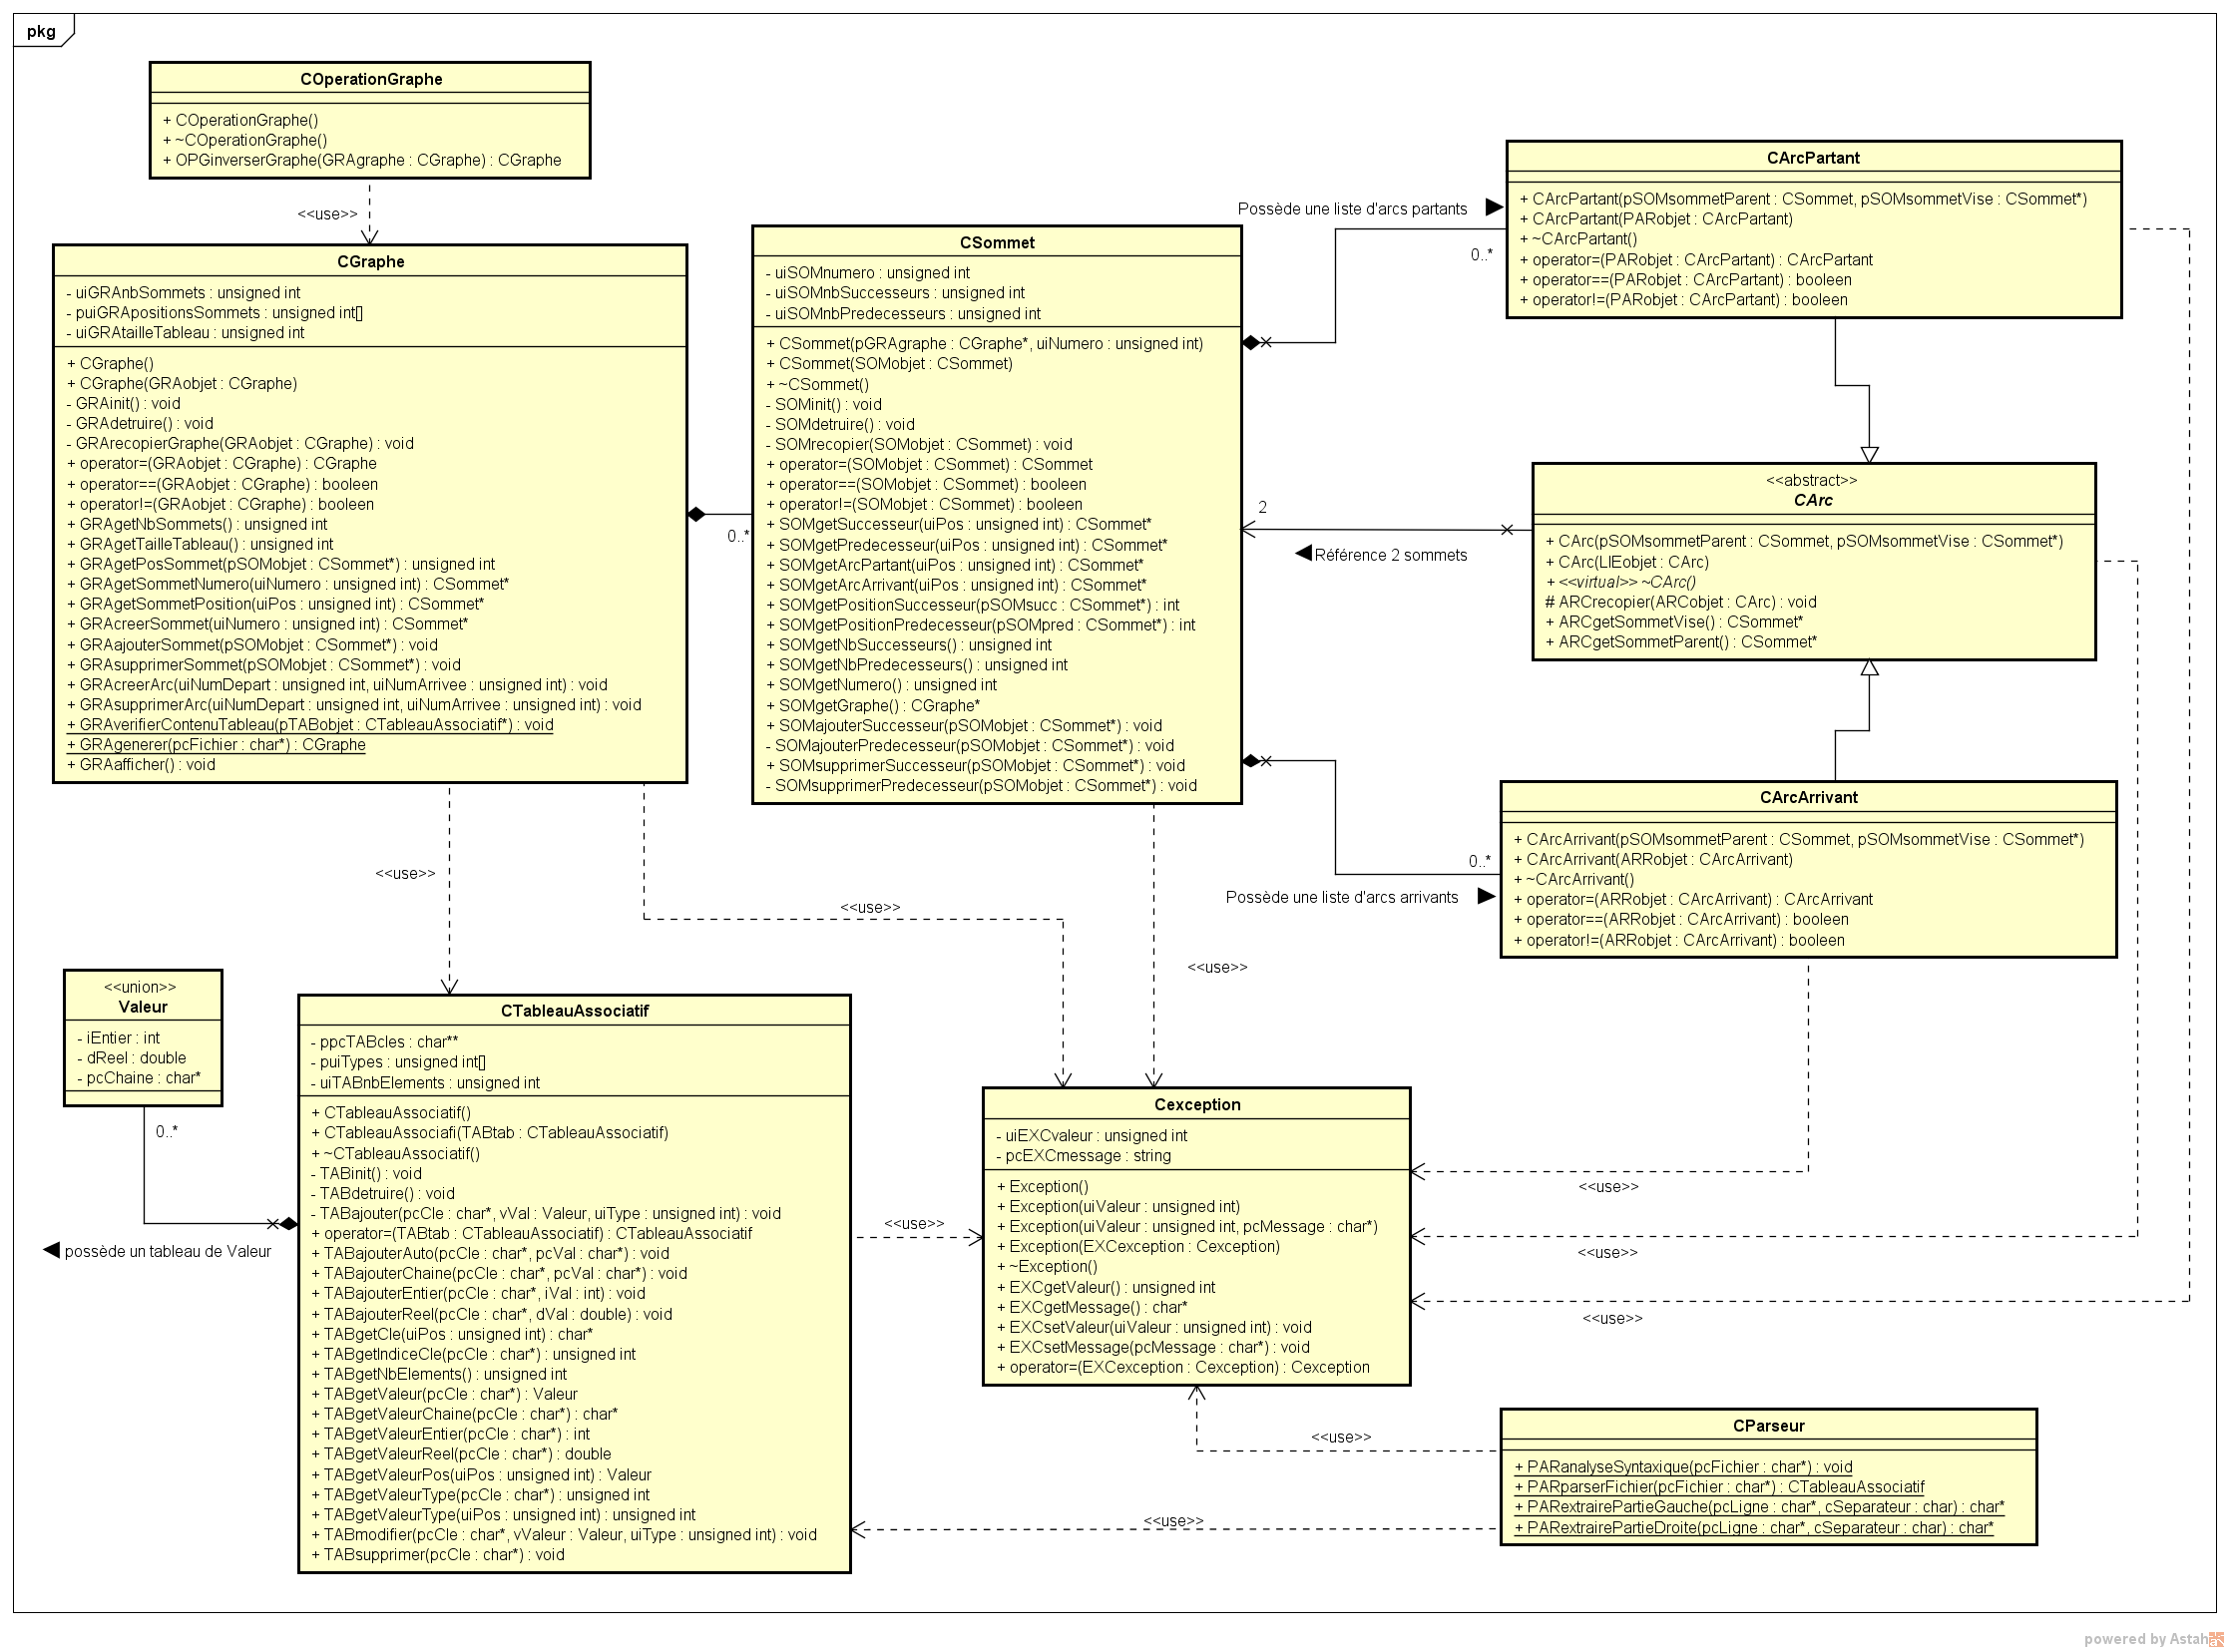 pkg
COperationGraphe
+ COperationGraphe()
+ ~COperationGraphe()
+ OPGinverserGraphe(GRAgraphe : CGraphe) : CGraphe
<<use>>
CGraphe
- uiGRAnbSommets : unsigned int
- puiGRApositionsSommets : unsigned int[]
- uiGRAtailleTableau : unsigned int
+ CGraphe()
+ CGraphe(GRAobjet : CGraphe)
- GRAinit() : void
- GRAdetruire() : void
- GRArecopierGraphe(GRAobjet : CGraphe) : void
+ operator=(GRAobjet : CGraphe) : CGraphe
+ operator==(GRAobjet : CGraphe) : booleen
+ operator!=(GRAobjet : CGraphe) : booleen
+ GRAgetNbSommets() : unsigned int
+ GRAgetTailleTableau() : unsigned int
+ GRAgetPosSommet(pSOMobjet : CSommet*) : unsigned int
+ GRAgetSommetNumero(uiNumero : unsigned int) : CSommet*
+ GRAgetSommetPosition(uiPos : unsigned int) : CSommet*
+ GRAcreerSommet(uiNumero : unsigned int) : CSommet*
+ GRAajouterSommet(pSOMobjet : CSommet*) : void
+ GRAsupprimerSommet(pSOMobjet : CSommet*) : void
+ GRAcreerArc(uiNumDepart : unsigned int, uiNumArrivee : unsigned int) : void
+ GRAsupprimerArc(uiNumDepart : unsigned int, uiNumArrivee : unsigned int) : void
+ GRAverifierContenuTableau(pTABobjet : CTableauAssociatif*) : void
+ GRAgenerer(pcFichier : char*) : CGraphe
+ GRAafficher() : void
0..*
CSommet
- uiSOMnumero : unsigned int
- uiSOMnbSuccesseurs : unsigned int
- uiSOMnbPredecesseurs : unsigned int
+ CSommet(pGRAgraphe : CGraphe*, uiNumero : unsigned int)
+ CSommet(SOMobjet : CSommet)
+ ~CSommet()
- SOMinit() : void
- SOMdetruire() : void
- SOMrecopier(SOMobjet : CSommet) : void
+ operator=(SOMobjet : CSommet) : CSommet
+ operator==(SOMobjet : CSommet) : booleen
+ operator!=(SOMobjet : CSommet) : booleen
+ SOMgetSuccesseur(uiPos : unsigned int) : CSommet*
+ SOMgetPredecesseur(uiPos : unsigned int) : CSommet*
+ SOMgetArcPartant(uiPos : unsigned int) : CSommet*
+ SOMgetArcArrivant(uiPos : unsigned int) : CSommet*
+ SOMgetPositionSuccesseur(pSOMsucc : CSommet*) : int
+ SOMgetPositionPredecesseur(pSOMpred : CSommet*) : int
+ SOMgetNbSuccesseurs() : unsigned int
+ SOMgetNbPredecesseurs() : unsigned int
+ SOMgetNumero() : unsigned int
+ SOMgetGraphe() : CGraphe*
+ SOMajouterSuccesseur(pSOMobjet : CSommet*) : void
- SOMajouterPredecesseur(pSOMobjet : CSommet*) : void
+ SOMsupprimerSuccesseur(pSOMobjet : CSommet*) : void
- SOMsupprimerPredecesseur(pSOMobjet : CSommet*) : void
Possède une liste d'arcs partants
0..*
CArcPartant
+ CArcPartant(pSOMsommetParent : CSommet, pSOMsommetVise : CSommet*)
+ CArcPartant(PARobjet : CArcPartant)
+ ~CArcPartant()
+ operator=(PARobjet : CArcPartant) : CArcPartant
+ operator==(PARobjet : CArcPartant) : booleen
+ operator!=(PARobjet : CArcPartant) : booleen
2
Référence 2 sommets
<<abstract>>
CArc
+ CArc(pSOMsommetParent : CSommet, pSOMsommetVise : CSommet*)
+ CArc(LIEobjet : CArc)
+ <<virtual>> ~CArc()
# ARCrecopier(ARCobjet : CArc) : void
+ ARCgetSommetVise() : CSommet*
+ ARCgetSommetParent() : CSommet*
0..*
Possède une liste d'arcs arrivants
CArcArrivant
+ CArcArrivant(pSOMsommetParent : CSommet, pSOMsommetVise : CSommet*)
+ CArcArrivant(ARRobjet : CArcArrivant)
+ ~CArcArrivant()
+ operator=(ARRobjet : CArcArrivant) : CArcArrivant
+ operator==(ARRobjet : CArcArrivant) : booleen
+ operator!=(ARRobjet : CArcArrivant) : booleen
<<use>>
<<use>>
<<use>>
<<union>>
Valeur
- iEntier : int
- dReel : double
- pcChaine : char*
0..*
possède un tableau de Valeur
CTableauAssociatif
- ppcTABcles : char**
- puiTypes : unsigned int[]
- uiTABnbElements : unsigned int
+ CTableauAssociatif()
+ CTableauAssociafi(TABtab : CTableauAssociatif)
+ ~CTableauAssociatif()
- TABinit() : void
- TABdetruire() : void
- TABajouter(pcCle : char*, vVal : Valeur, uiType : unsigned int) : void
+ operator=(TABtab : CTableauAssociatif) : CTableauAssociatif
+ TABajouterAuto(pcCle : char*, pcVal : char*) : void
+ TABajouterChaine(pcCle : char*, pcVal : char*) : void
+ TABajouterEntier(pcCle : char*, iVal : int) : void
+ TABajouterReel(pcCle : char*, dVal : double) : void
+ TABgetCle(uiPos : unsigned int) : char*
+ TABgetIndiceCle(pcCle : char*) : unsigned int
+ TABgetNbElements() : unsigned int
+ TABgetValeur(pcCle : char*) : Valeur
+ TABgetValeurChaine(pcCle : char*) : char*
+ TABgetValeurEntier(pcCle : char*) : int
+ TABgetValeurReel(pcCle : char*) : double
+ TABgetValeurPos(uiPos : unsigned int) : Valeur
+ TABgetValeurType(pcCle : char*) : unsigned int
+ TABgetValeurType(uiPos : unsigned int) : unsigned int
+ TABmodifier(pcCle : char*, vValeur : Valeur, uiType : unsigned int) : void
+ TABsupprimer(pcCle : char*) : void
<<use>>
Cexception
- uiEXCvaleur : unsigned int
- pcEXCmessage : string
+ Exception()
+ Exception(uiValeur : unsigned int)
+ Exception(uiValeur : unsigned int, pcMessage : char*)
+ Exception(EXCexception : Cexception)
+ ~Exception()
+ EXCgetValeur() : unsigned int
+ EXCgetMessage() : char*
+ EXCsetValeur(uiValeur : unsigned int) : void
+ EXCsetMessage(pcMessage : char*) : void
+ operator=(EXCexception : Cexception) : Cexception
<<use>>
<<use>>
<<use>>
<<use>>
<<use>>
CParseur
+ PARanalyseSyntaxique(pcFichier : char*) : void
+ PARparserFichier(pcFichier : char*) : CTableauAssociatif
+ PARextrairePartieGauche(pcLigne : char*, cSeparateur : char) : char*
+ PARextrairePartieDroite(pcLigne : char*, cSeparateur : char) : char*
powered by Astah